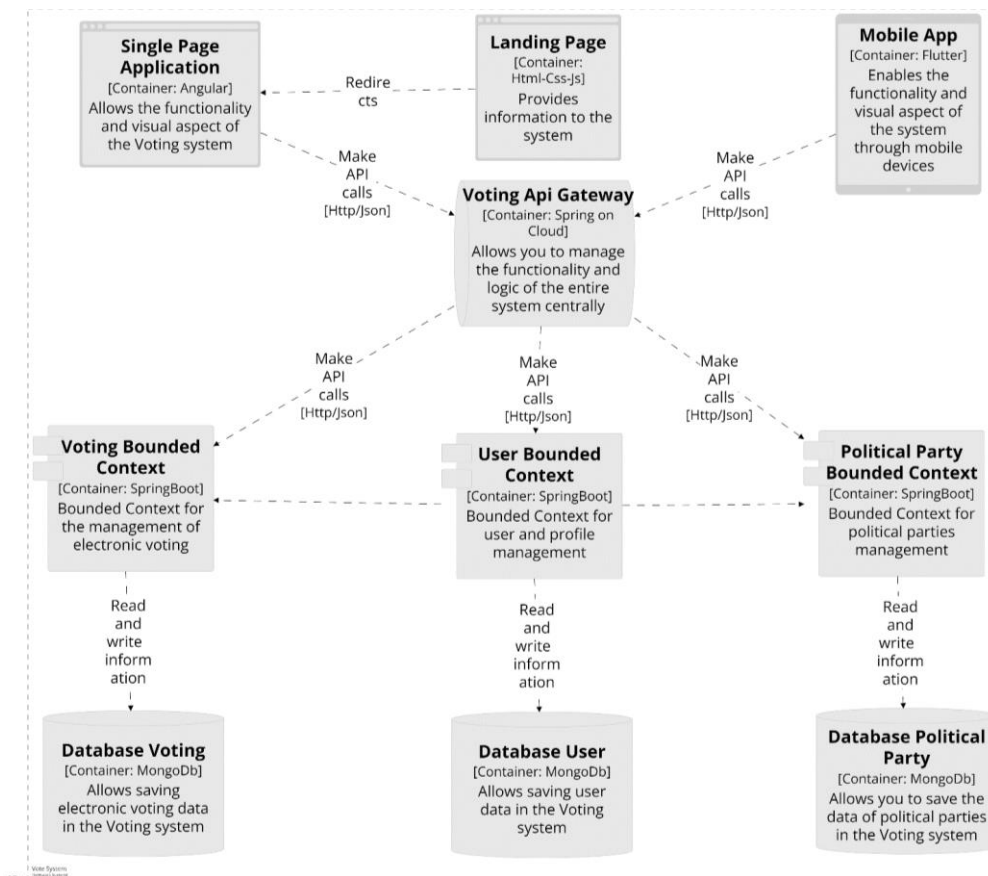 Single Page
Application
[Container: Angular]
Allows the functionality
and visual aspect of
the Voting system
Redire
cts
Landing Page
[Container:
Html-Css-Js]
Provides
information to the
system
Mobile App
[Container: Flutter]
Enables the
functionality and
visual aspect of
the system
through mobile
devices
Make
API
calls
[Http/Json]
Make
API
calls
[Http/Json]
Voting Api Gateway
[Container: Spring on
Cloud]
Allows you to manage
the functionality and
logic of the entire
system centrally
Make
API
calls
[Http/Json]
Make
API
calls
[Http/Json]
Make
API
calls
[Http/Json]
Voting Bounded
Context
[Container: SpringBoot]
Bounded Context for
the management of
electronic voting
User Bounded
Context
[Container: SpringBoot]
Bounded Context for
user and profile
management
Political Party
Bounded Context
[Container: SpringBoot]
Bounded Context for
political parties
management
Read
and
write
inform
ation
Read
and
write
inform
ation
Read
and
write
inform
ation
Database Voting
[Container: MongoDb]
Allows saving
electronic voting data
in the Voting system
Database User
[Container: MongoDb]
Allows saving user
data in the Voting
system
Database Political
Party
[Container: MongoDb]
Allows you to save the
data of political parties
in the Voting system
Vote System